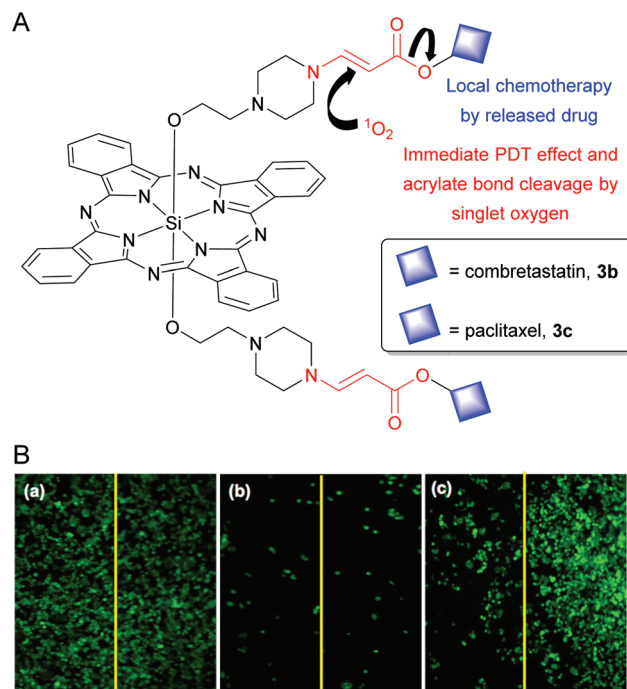 A
N
O
O
N
O
Local chemotherapy
by released drug
¹O₂
Immediate PDT effect and
acrylate bond cleavage by
singlet oxygen
N
N
N
N
Si
N
N
N
N
= combretastatin, 3b
= paclitaxel, 3c
O
N
N
O
O
B
(a)
(b)
(c)